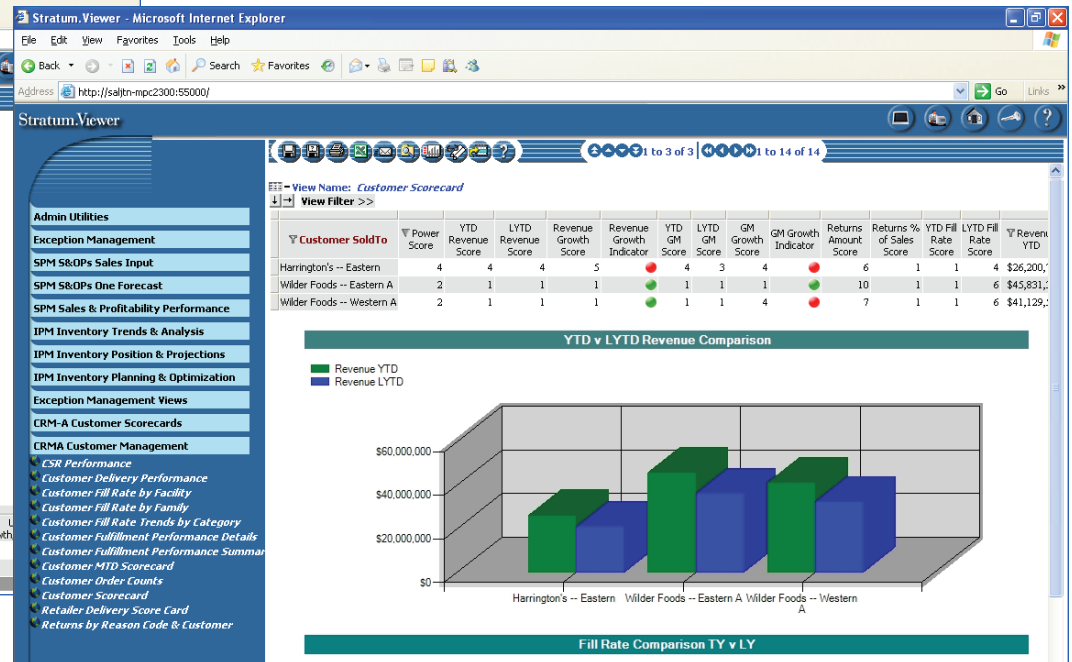 Stratum.Viewer - Microsoft Internet Explorer
File Edit View Favorites Tools Help
Back Search Favorites
Address http://saljtn-mpc2300:55000/ Go Links »
Stratum.Viewer
1 to 3 of 3 1 to 14 of 14
View Name: Customer Scorecard
View Filter >>
Admin Utilities
Exception Management
SPM S&OPs Sales Input
SPM S&OPs One Forecast
SPM Sales & Profitability Performance
IPM Inventory Trends & Analysis
IPM Inventory Position & Projections
IPM Inventory Planning & Optimization
Exception Management Views
CRM-A Customer Scorecards
CRMA Customer Management
CSR Performance
Customer Delivery Performance
Customer Fill Rate by Facility
Customer Fill Rate by Family
Customer Fill Rate Trends by Category
Customer Fulfillment Performance Details
Customer Fulfillment Performance Summar
Customer MTD Scorecard
Customer Order Counts
Customer Scorecard
Retailer Delivery Score Card
Returns by Reason Code & Customer
Customer SoldTo Power Score YTD Revenue Score LYTD Revenue Score Revenue Growth Score Revenue Growth Indicator YTD GM Score LYTD GM Score GM Growth Score GM Growth Indicator Returns Amount Score Returns % of Sales Score YTD Fill Rate Score LYTD Fill Rate Score Revenu YTD
Harrington's -- Eastern 4 4 4 5 4 3 4 6 1 1 4 $26,200,
Wilder Foods -- Eastern A 2 1 1 1 1 1 1 10 1 1 6 $45,831,
Wilder Foods -- Western A 2 1 1 1 1 1 4 7 1 1 6 $41,129,
YTD v LYTD Revenue Comparison
Revenue YTD
Revenue LYTD
$60,000,000
$40,000,000
$20,000,000
$0
Harrington's -- Eastern Wilder Foods -- Eastern A Wilder Foods -- Western
A
Fill Rate Comparison TY v LY